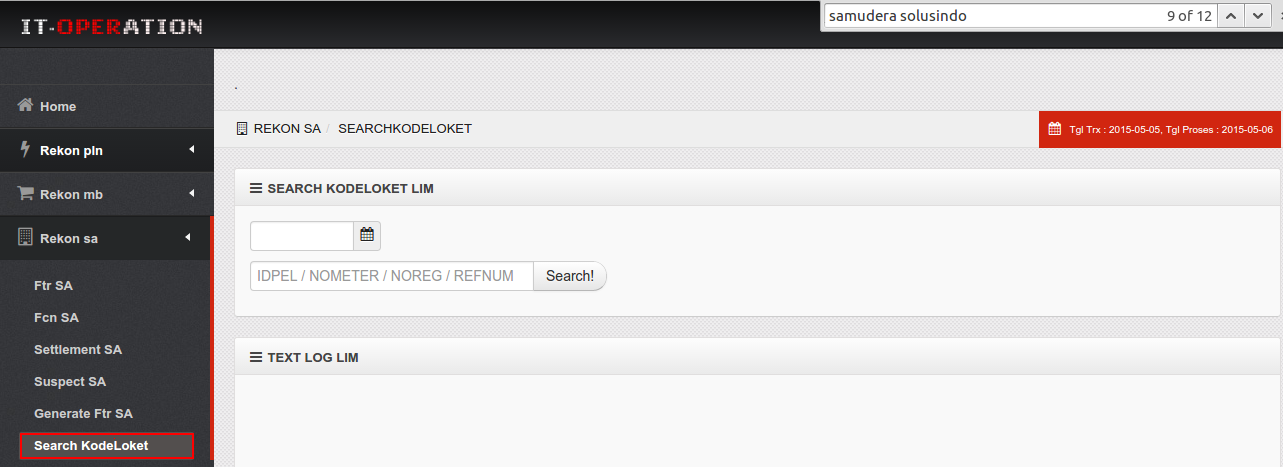 IT-OPERATION
samudera solusindo 9 of 12
.
Home
Rekon pln
Rekon mb
Rekon sa
Ftr SA
Fcn SA
Settlement SA
Suspect SA
Generate Ftr SA
Search KodeLoket
REKON SA / SEARCHKODELOKET
Tgl Trx : 2015-05-05, Tgl Proses : 2015-05-06
SEARCH KODELOKET LIM
IDPEL / NOMETER / NOREG / REFNUM Search!
TEXT LOG LIM